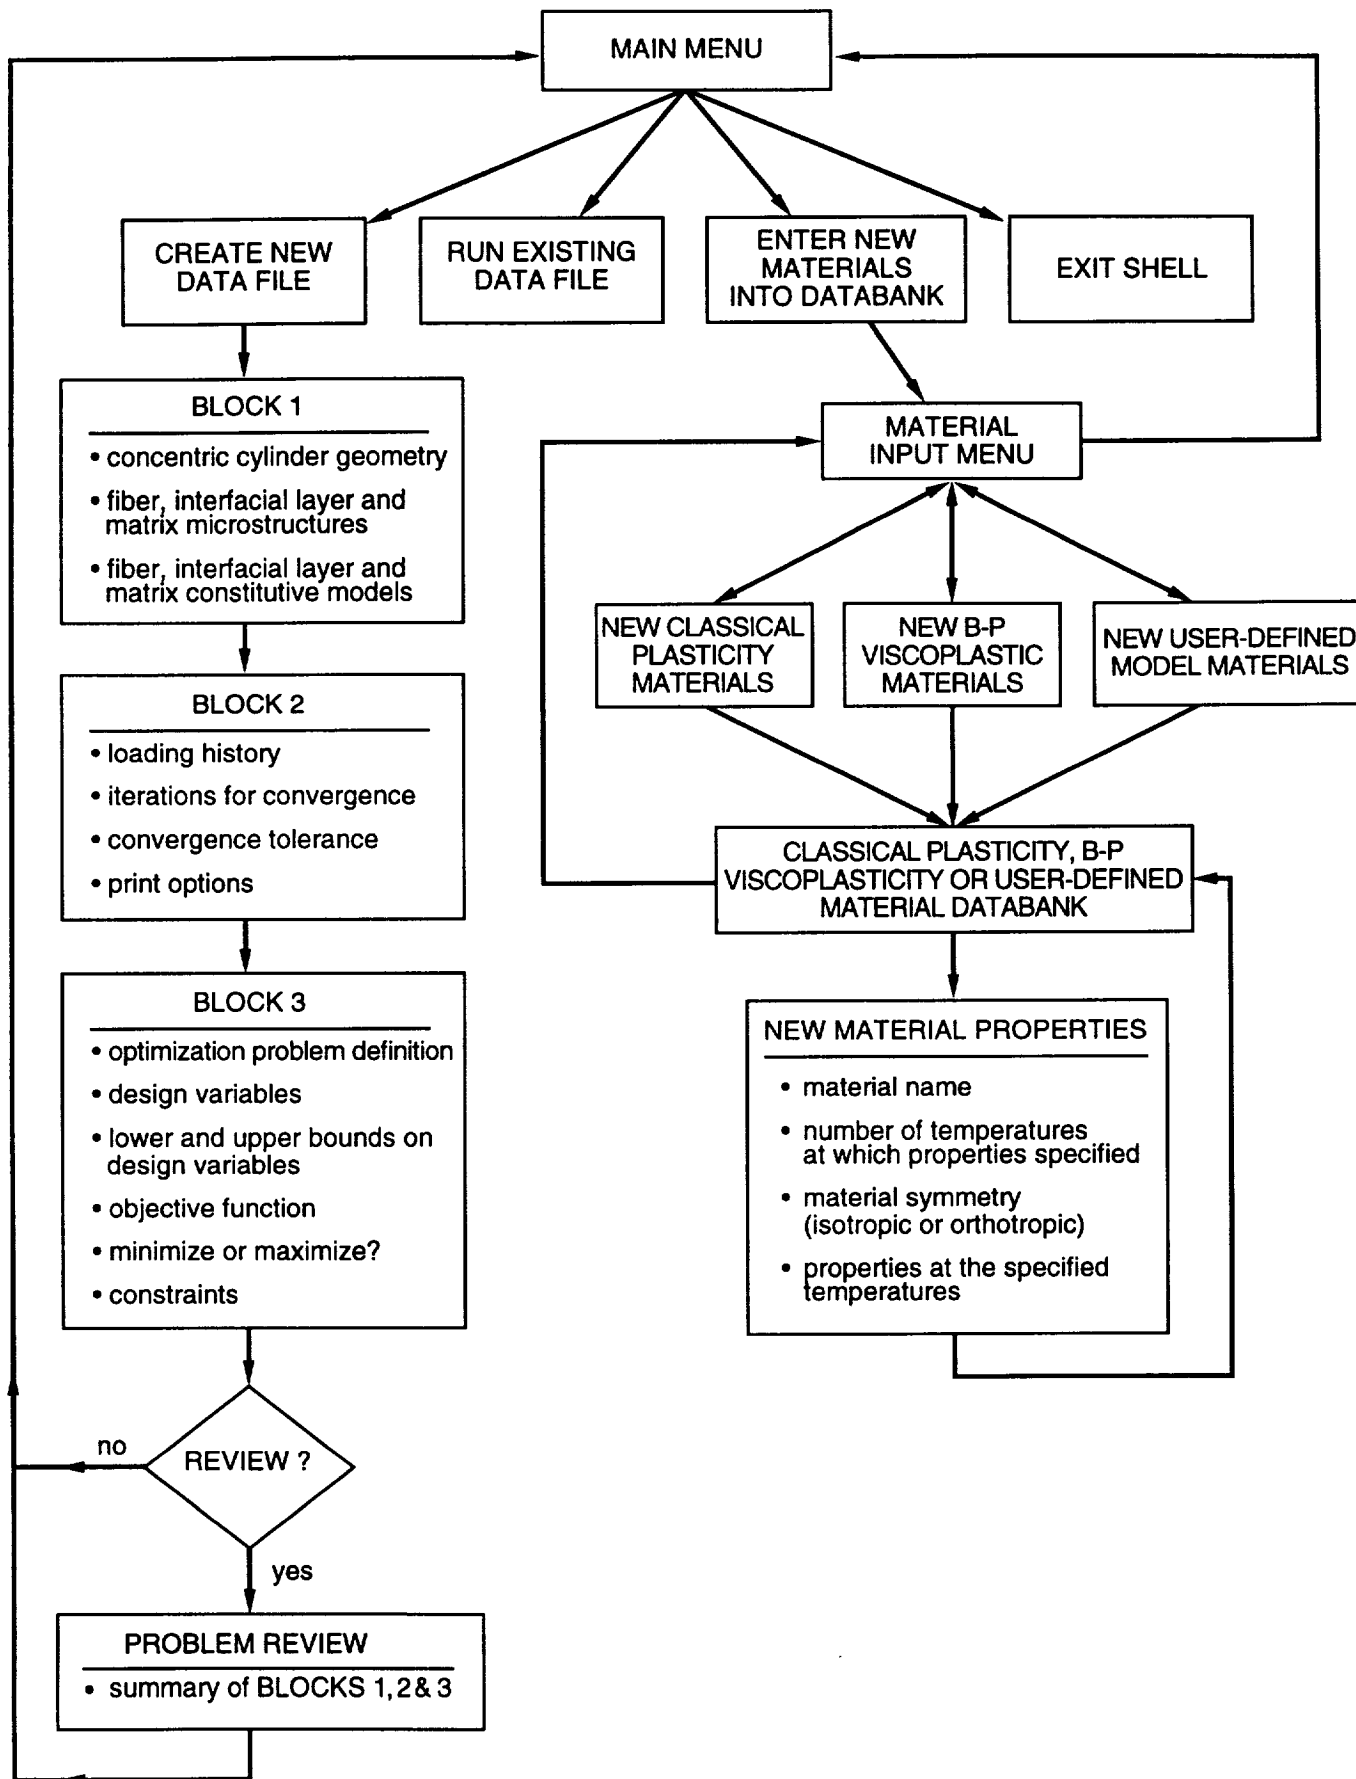 MAIN MENU
CREATE NEW
DATA FILE
RUN EXISTING
DATA FILE
ENTER NEW
MATERIALS
INTO DATABANK
EXIT SHELL
BLOCK 1
• concentric cylinder geometry
• fiber, interfacial layer and
matrix microstructures
• fiber, interfacial layer and
matrix constitutive models
BLOCK 2
• loading history
• iterations for convergence
• convergence tolerance
• print options
BLOCK 3
• optimization problem definition
• design variables
• lower and upper bounds on
design variables
• objective function
• minimize or maximize?
• constraints
REVIEW ?
no
yes
PROBLEM REVIEW
• summary of BLOCKS 1, 2 & 3
MATERIAL
INPUT MENU
NEW CLASSICAL
PLASTICITY
MATERIALS
NEW B-P
VISCOPLASTIC
MATERIALS
NEW USER-DEFINED
MODEL MATERIALS
CLASSICAL PLASTICITY, B-P
VISCOPLASTICITY OR USER-DEFINED
MATERIAL DATABANK
NEW MATERIAL PROPERTIES
• material name
• number of temperatures
at which properties specified
• material symmetry
(isotropic or orthotropic)
• properties at the specified
temperatures